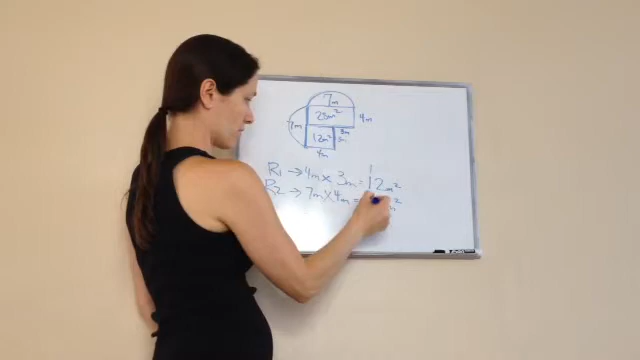 7m
28m²
4m
7m
12m²
3m
4m
R1 → 4m x 3m = 12m²
R2 → 7m x 4m =